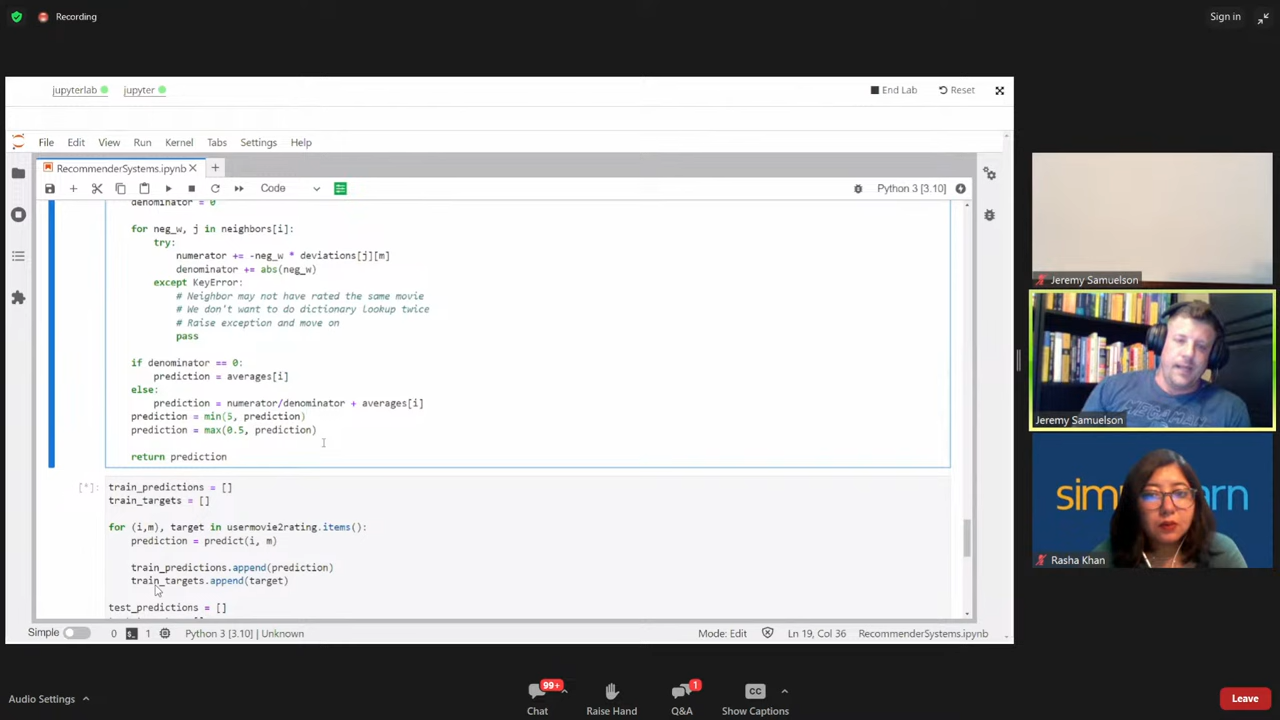 Recording
Sign in
jupyterlab
jupyter
End Lab
Reset
File Edit View Run Kernel Tabs Settings Help
RecommenderSystems.ipynb
Code
Python 3 [3.10]
denominator = 0
for neg_w, j in neighbors[i]:
try:
numerator += -neg_w * deviations[j][m]
denominator += abs(neg_w)
except KeyError:
# Neighbor may not have rated the same movie
# We don't want to do dictionary Lookup twice
# Raise exception and move on
pass
if denominator == 0:
prediction = averages[i]
else:
prediction = numerator/denominator + averages[i]
prediction = min(5, prediction)
prediction = max(0.5, prediction)
return prediction
[*]:
train_predictions = []
train_targets = []
for (i,m), target in usermovie2rating.items():
prediction = predict(i, m)
train_predictions.append(prediction)
train_targets.append(target)
test_predictions = []
Simple 0 1 Python 3 [3.10] | Unknown
Mode: Edit Ln 19, Col 36 RecommenderSystems.ipynb
Jeremy Samuelson
Jeremy Samuelson
Rasha Khan
Audio Settings
99+
Chat
Raise Hand
1
Q&A
CC
Show Captions
Leave